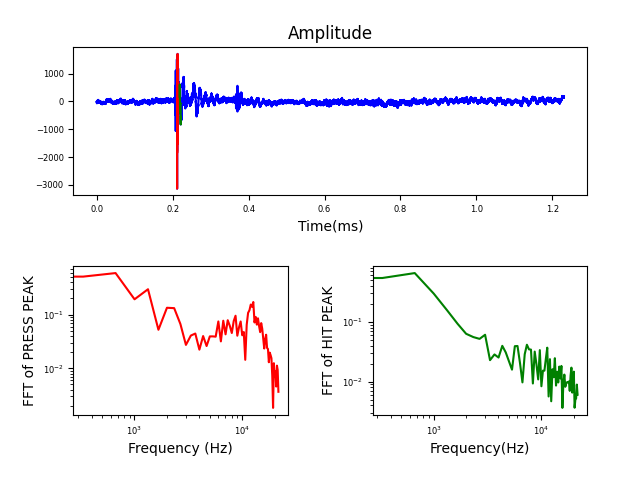 Amplitude
1000
0
−1000
−2000
−3000
0.0 0.2 0.4 0.6 0.8 1.0 1.2
Time(ms)
FFT of PRESS PEAK
10⁻¹
10⁻²
10³ 10⁴
Frequency (Hz)
FFT of HIT PEAK
10⁻¹
10⁻²
10³ 10⁴
Frequency(Hz)